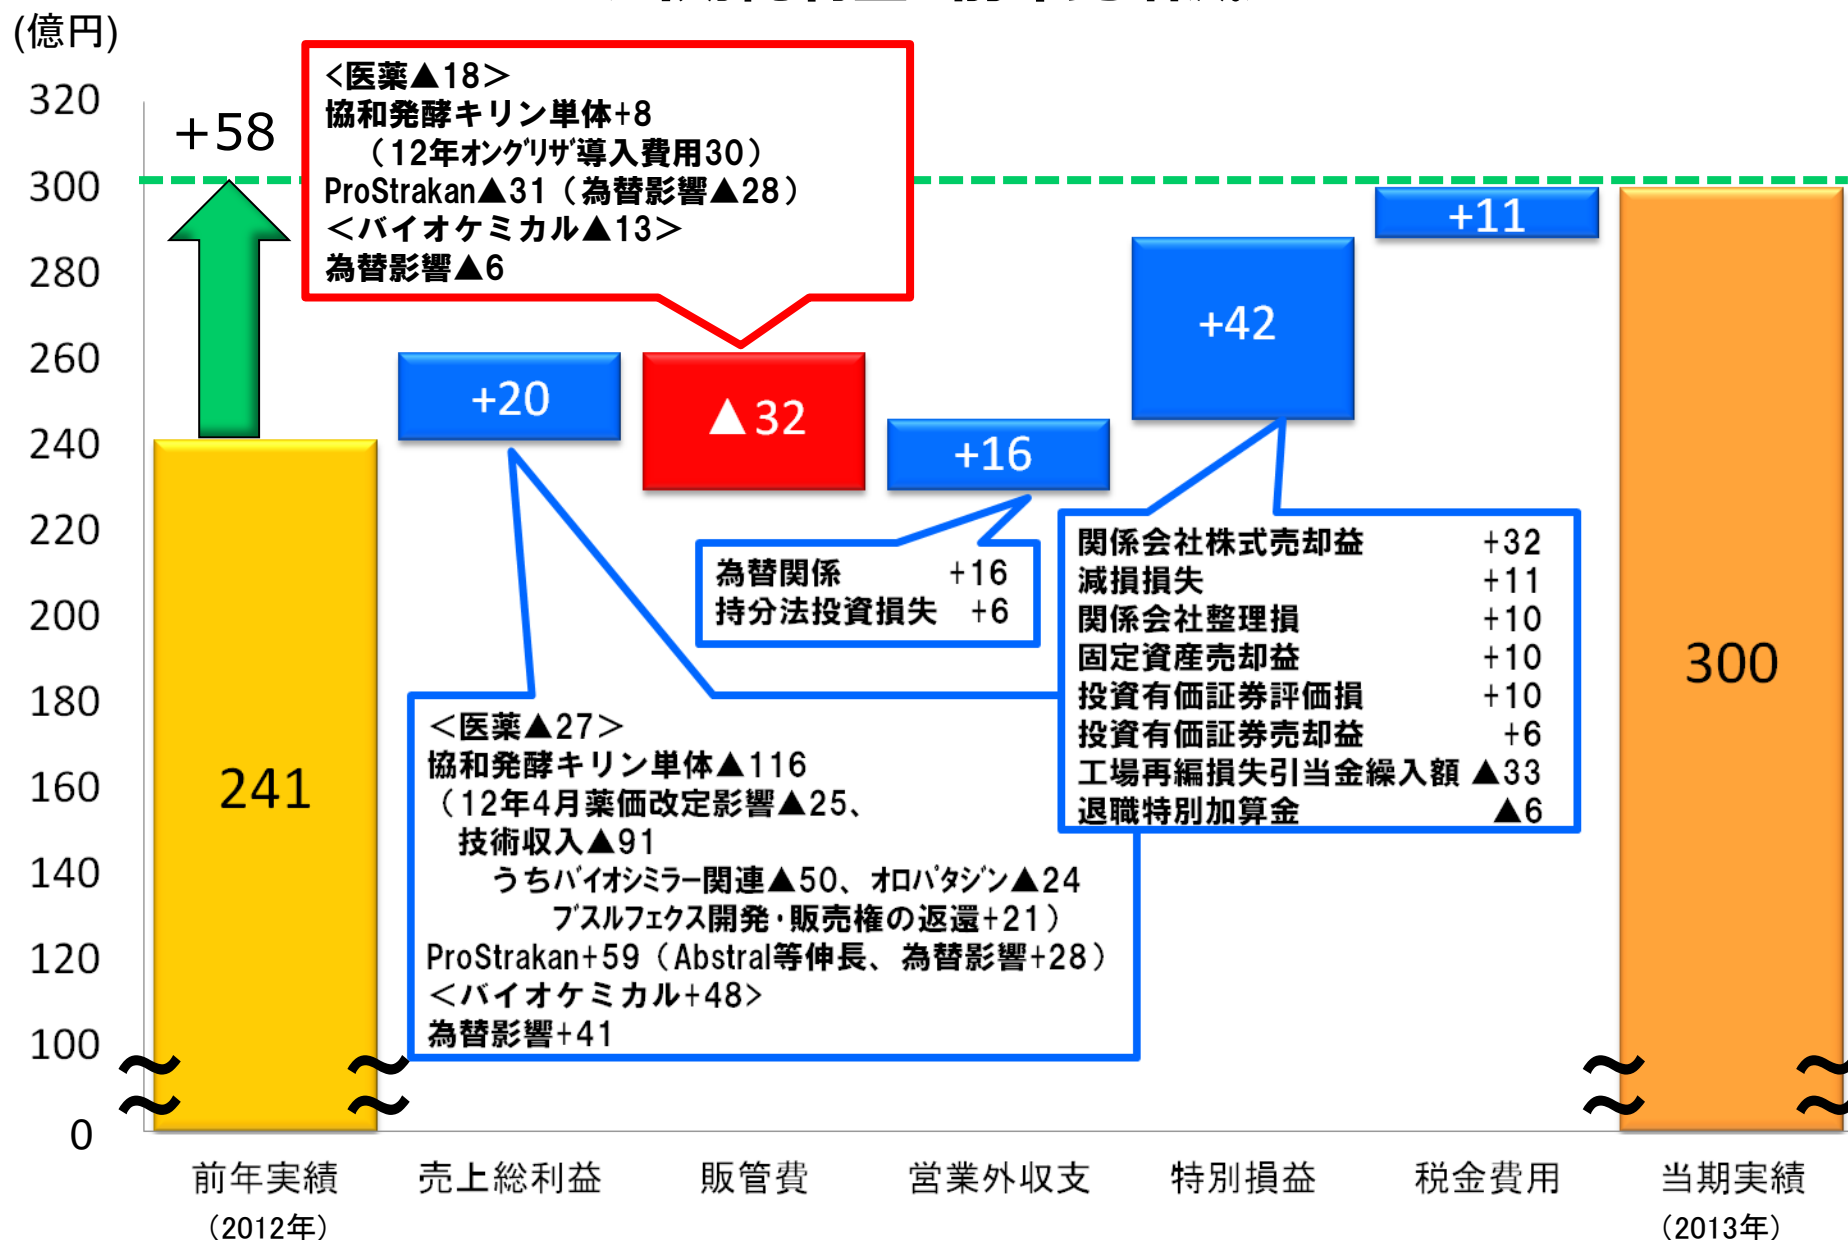 (億円)
320
300
280
260
240
220
200
180
160
140
120
100
0
+58
<医薬▲18>
協和発酵キリン単体+8
（12年オングリザ導入費用30）
ProStrakan▲31（為替影響▲28）
<バイオケミカル▲13>
為替影響▲6
241
+20
▲32
+16
+42
+11
300
為替関係 +16
持分法投資損失 +6
関係会社株式売却益 +32
減損損失 +11
関係会社整理損 +10
固定資産売却益 +10
投資有価証券評価損 +10
投資有価証券売却益 +6
工場再編損失引当金繰入額 ▲33
退職特別加算金 ▲6
<医薬▲27>
協和発酵キリン単体▲116
（12年4月薬価改定影響▲25、
技術収入▲91
うちバイオシミラー関連▲50、オロパタジン▲24
ブスルフェクス開発・販売権の返還+21）
ProStrakan+59（Abstral等伸長、為替影響+28）
<バイオケミカル+48>
為替影響+41
前年実績 売上総利益 販管費 営業外収支 特別損益 税金費用 当期実績
（2012年） （2013年）